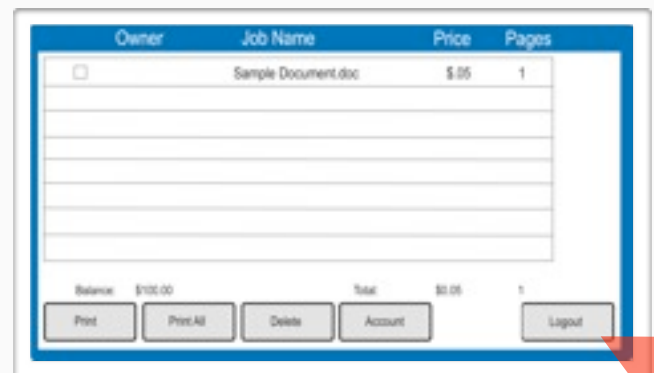 Owner Job Name Price Pages
Sample Document.doc $.05 1
Balance: $100.00 Total: $0.05 1
Print Print All Delete Account Logout